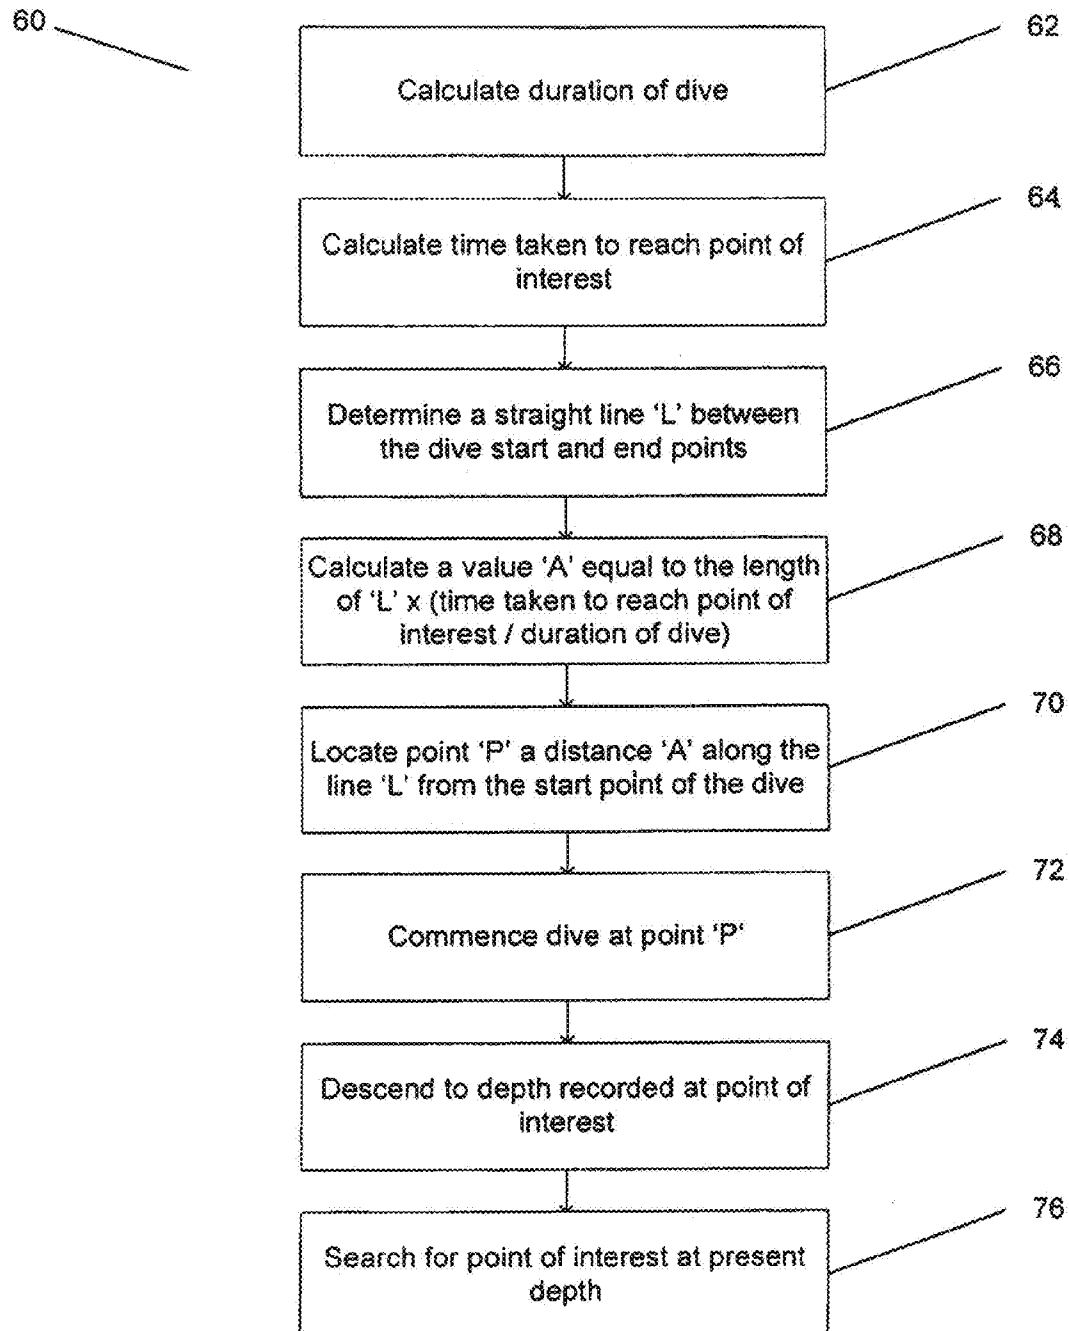 60
62
Calculate duration of dive
64
Calculate time taken to reach point of
interest
66
Determine a straight line ‘L’ between
the dive start and end points
68
Calculate a value ‘A’ equal to the length
of ‘L’ x (time taken to reach point of
interest / duration of dive)
70
Locate point ‘P’ a distance ‘A’ along the
line ‘L’ from the start point of the dive
72
Commence dive at point ‘P‘
74
Descend to depth recorded at point of
interest
76
Search for point of interest at present
depth